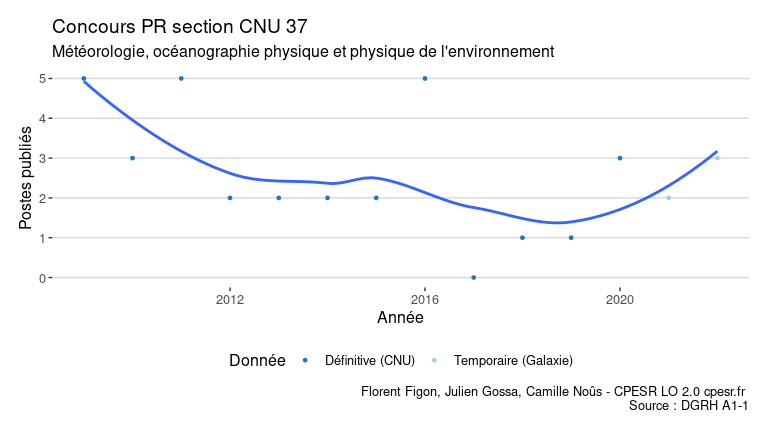 Concours PR section CNU 37
Météorologie, océanographie physique et physique de l'environnement
Postes publiés
5
4
3
2
1
0
2012
2016
2020
Année
Donnée
Définitive (CNU)
Temporaire (Galaxie)
Florent Figon, Julien Gossa, Camille Noûs - CPESR LO 2.0 cpesr.fr
Source : DGRH A1-1